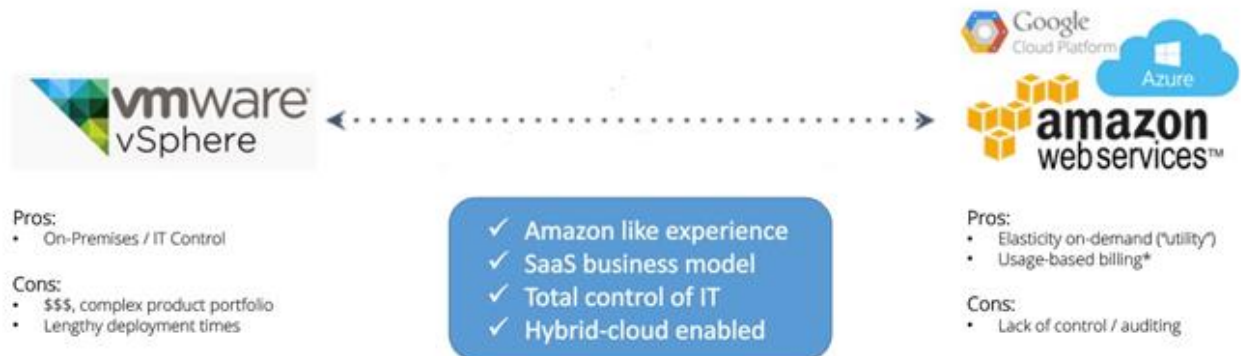 vmware
vSphere
Pros:
• On-Premises / IT Control
Cons:
• $$$, complex product portfolio
• Lengthy deployment times
✓ Amazon like experience
✓ SaaS business model
✓ Total control of IT
✓ Hybrid-cloud enabled
Google
Cloud Platform
Azure
amazon
webservices™
Pros:
• Elasticity on-demand ("utility")
• Usage-based billing*
Cons:
• Lack of control / auditing